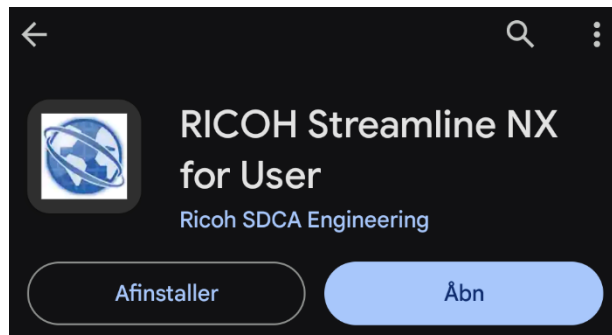 RICOH Streamline NX
for User
Ricoh SDCA Engineering
Afinstaller
Åbn